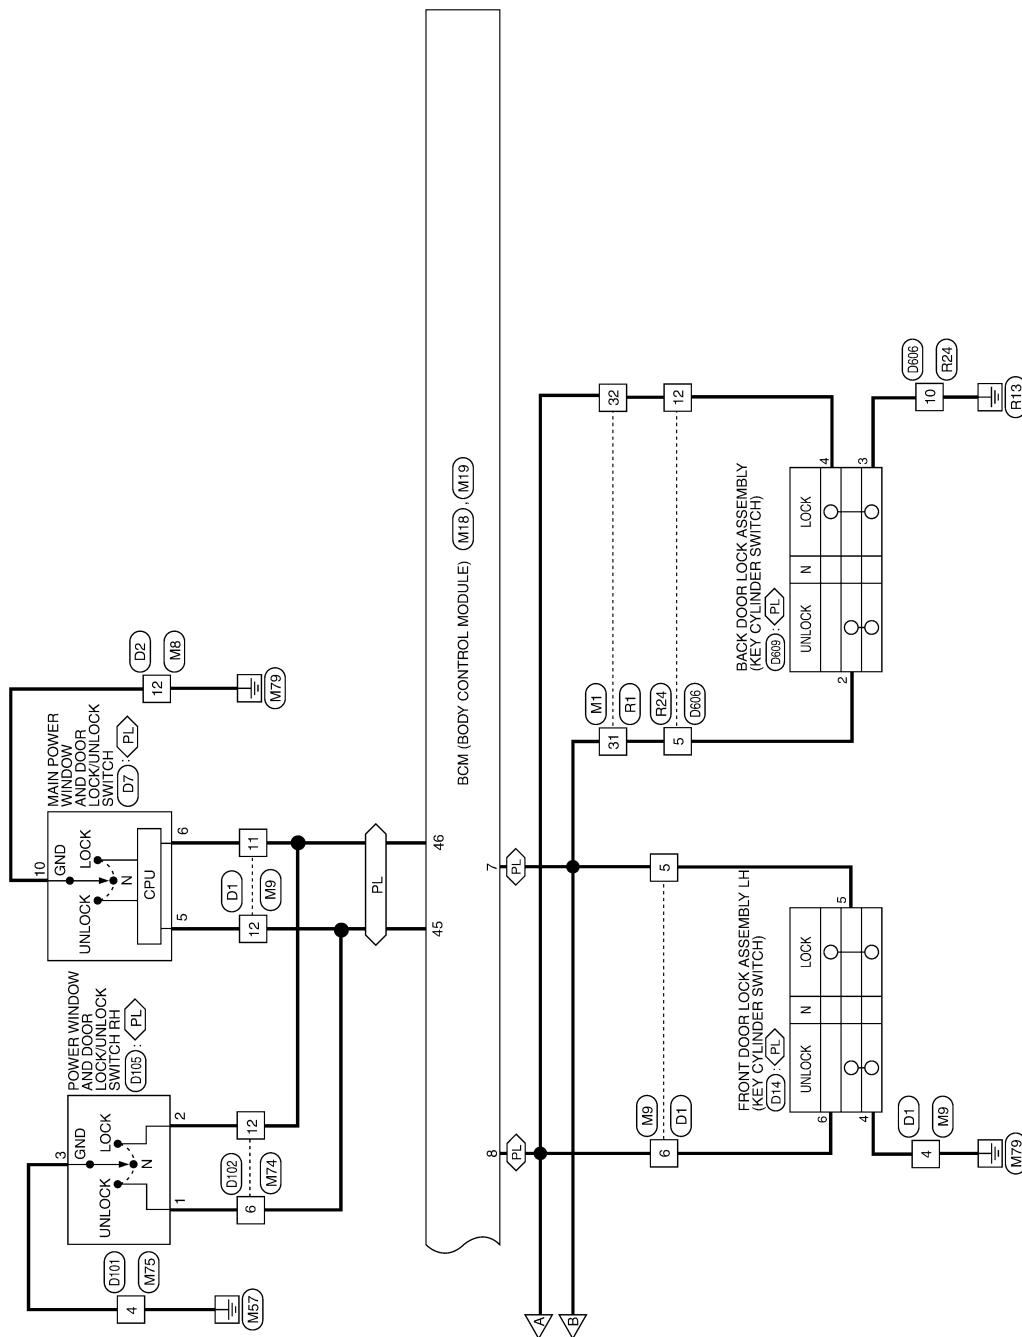 POWER WINDOW
AND DOOR
LOCK/UNLOCK
SWITCH RH
D105 : PL
UNLOCK
LOCK
GND
N
3
1
2
D101
M75
4
M57
6
12
D102
M74
MAIN POWER
WINDOW
AND DOOR
LOCK/UNLOCK
SWITCH
D7 : PL
UNLOCK
LOCK
GND
N
CPU
10
5
6
D1
M9
12
11
D2
M8
12
M79
PL
45
46
BCM (BODY CONTROL MODULE) M18 , M19
8
7
PL
PL
A
B
M9
D1
6
5
FRONT DOOR LOCK ASSEMBLY LH
(KEY CYLINDER SWITCH)
D14 : PL
UNLOCK
N
LOCK
6
4
5
D1
M9
4
M79
M1
R1
31
32
R24
D606
5
12
BACK DOOR LOCK ASSEMBLY
(KEY CYLINDER SWITCH)
D609 : PL
UNLOCK
N
LOCK
2
4
3
D606
R24
10
R13